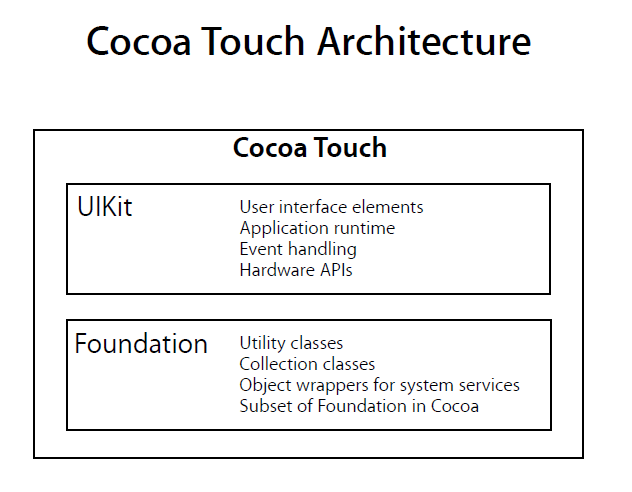 Cocoa Touch Architecture
Cocoa Touch
UIKit
User interface elements
Application runtime
Event handling
Hardware APIs
Foundation
Utility classes
Collection classes
Object wrappers for system services
Subset of Foundation in Cocoa